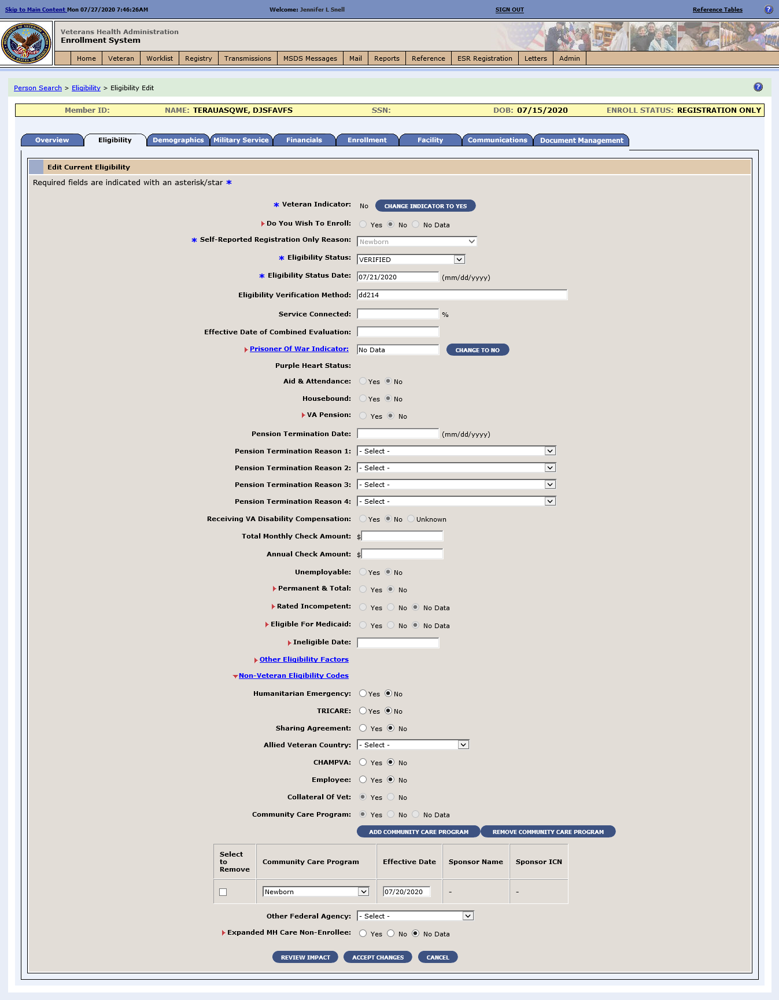 Skip to Main Content Mon 07/27/2020 7:46:26AM Welcome: Jennifer L Snell SIGN OUT Reference Tables ?
Veterans Health Administration
Enrollment System
Home Veteran Worklist Registry Transmissions MSDS Messages Mail Reports Reference ESR Registration Letters Admin
Person Search > Eligibility > Eligibility Edit ?
Member ID: NAME: TERAUASQWE, DJSFAVFS SSN: DOB: 07/15/2020 ENROLL STATUS: REGISTRATION ONLY
Overview Eligibility Demographics Military Service Financials Enrollment Facility Communications Document Management
Edit Current Eligibility
Required fields are indicated with an asterisk/star *
* Veteran Indicator: No CHANGE INDICATOR TO YES
Do You Wish To Enroll: Yes No No Data
* Self-Reported Registration Only Reason: Newborn
* Eligibility Status: VERIFIED
* Eligibility Status Date: 07/21/2020 (mm/dd/yyyy)
Eligibility Verification Method: dd214
Service Connected: %
Effective Date of Combined Evaluation:
Prisoner Of War Indicator: No Data CHANGE TO NO
Purple Heart Status:
Aid & Attendance: Yes No
Housebound: Yes No
VA Pension: Yes No
Pension Termination Date: (mm/dd/yyyy)
Pension Termination Reason 1: - Select -
Pension Termination Reason 2: - Select -
Pension Termination Reason 3: - Select -
Pension Termination Reason 4: - Select -
Receiving VA Disability Compensation: Yes No Unknown
Total Monthly Check Amount: $
Annual Check Amount: $
Unemployable: Yes No
Permanent & Total: Yes No
Rated Incompetent: Yes No No Data
Eligible For Medicaid: Yes No No Data
Ineligible Date:
Other Eligibility Factors
Non-Veteran Eligibility Codes
Humanitarian Emergency: Yes No
TRICARE: Yes No
Sharing Agreement: Yes No
Allied Veteran Country: - Select -
CHAMPVA: Yes No
Employee: Yes No
Collateral Of Vet: Yes No
Community Care Program: Yes No No Data
ADD COMMUNITY CARE PROGRAM REMOVE COMMUNITY CARE PROGRAM
Select
to
Remove
Community Care Program Effective Date Sponsor Name Sponsor ICN
Newborn 07/20/2020 - -
Other Federal Agency: - Select -
Expanded MH Care Non-Enrollee: Yes No No Data
REVIEW IMPACT ACCEPT CHANGES CANCEL